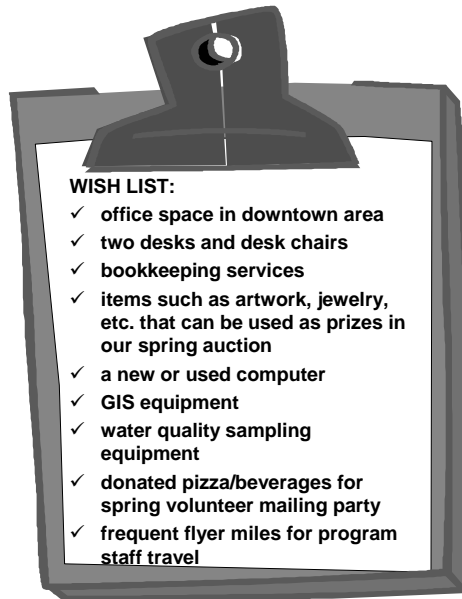 WISH LIST:
✓ office space in downtown area
✓ two desks and desk chairs
✓ bookkeeping services
✓ items such as artwork, jewelry,
etc. that can be used as prizes in
our spring auction
✓ a new or used computer
✓ GIS equipment
✓ water quality sampling
equipment
✓ donated pizza/beverages for
spring volunteer mailing party
✓ frequent flyer miles for program
staff travel